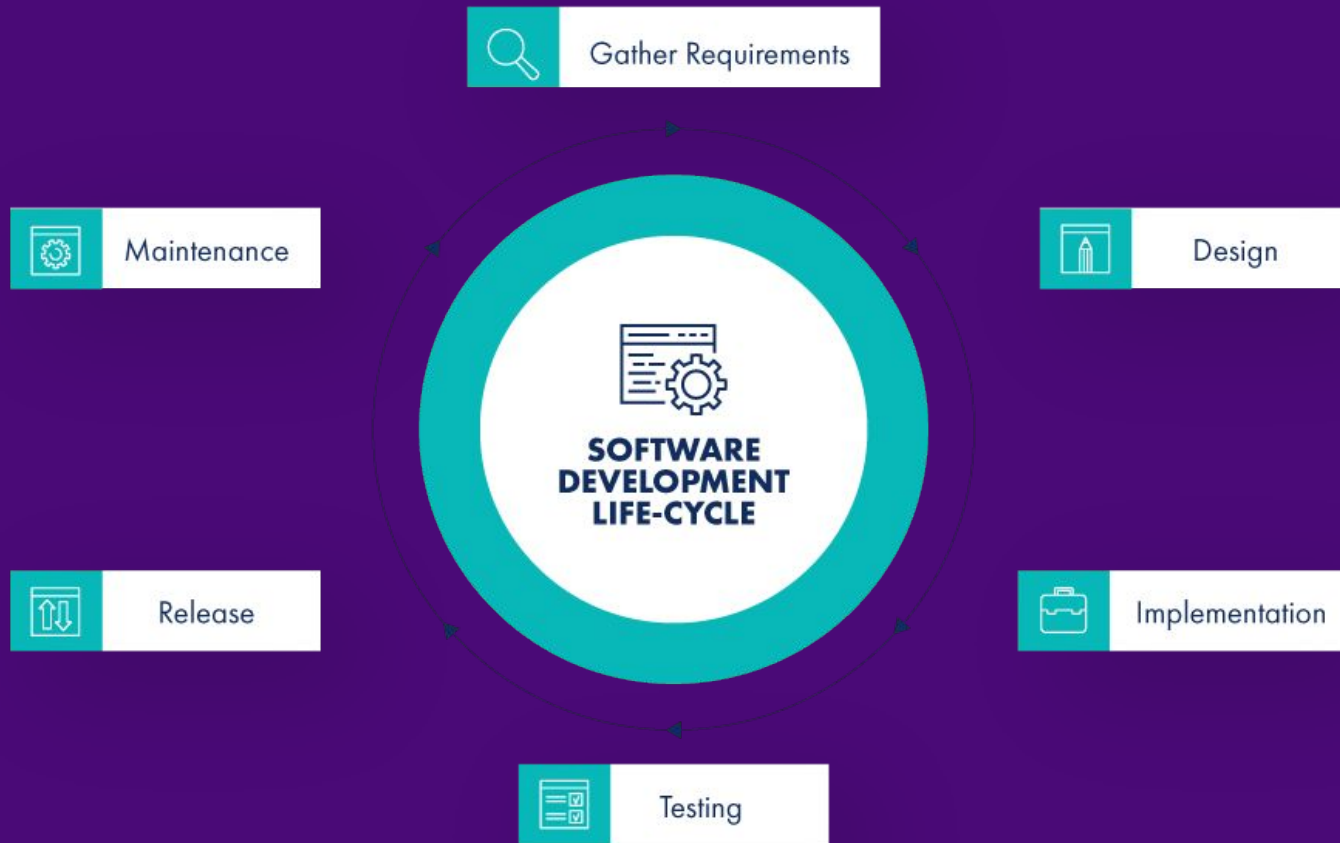 Gather Requirements
Maintenance
Design
SOFTWARE
DEVELOPMENT
LIFE-CYCLE
Release
Implementation
Testing